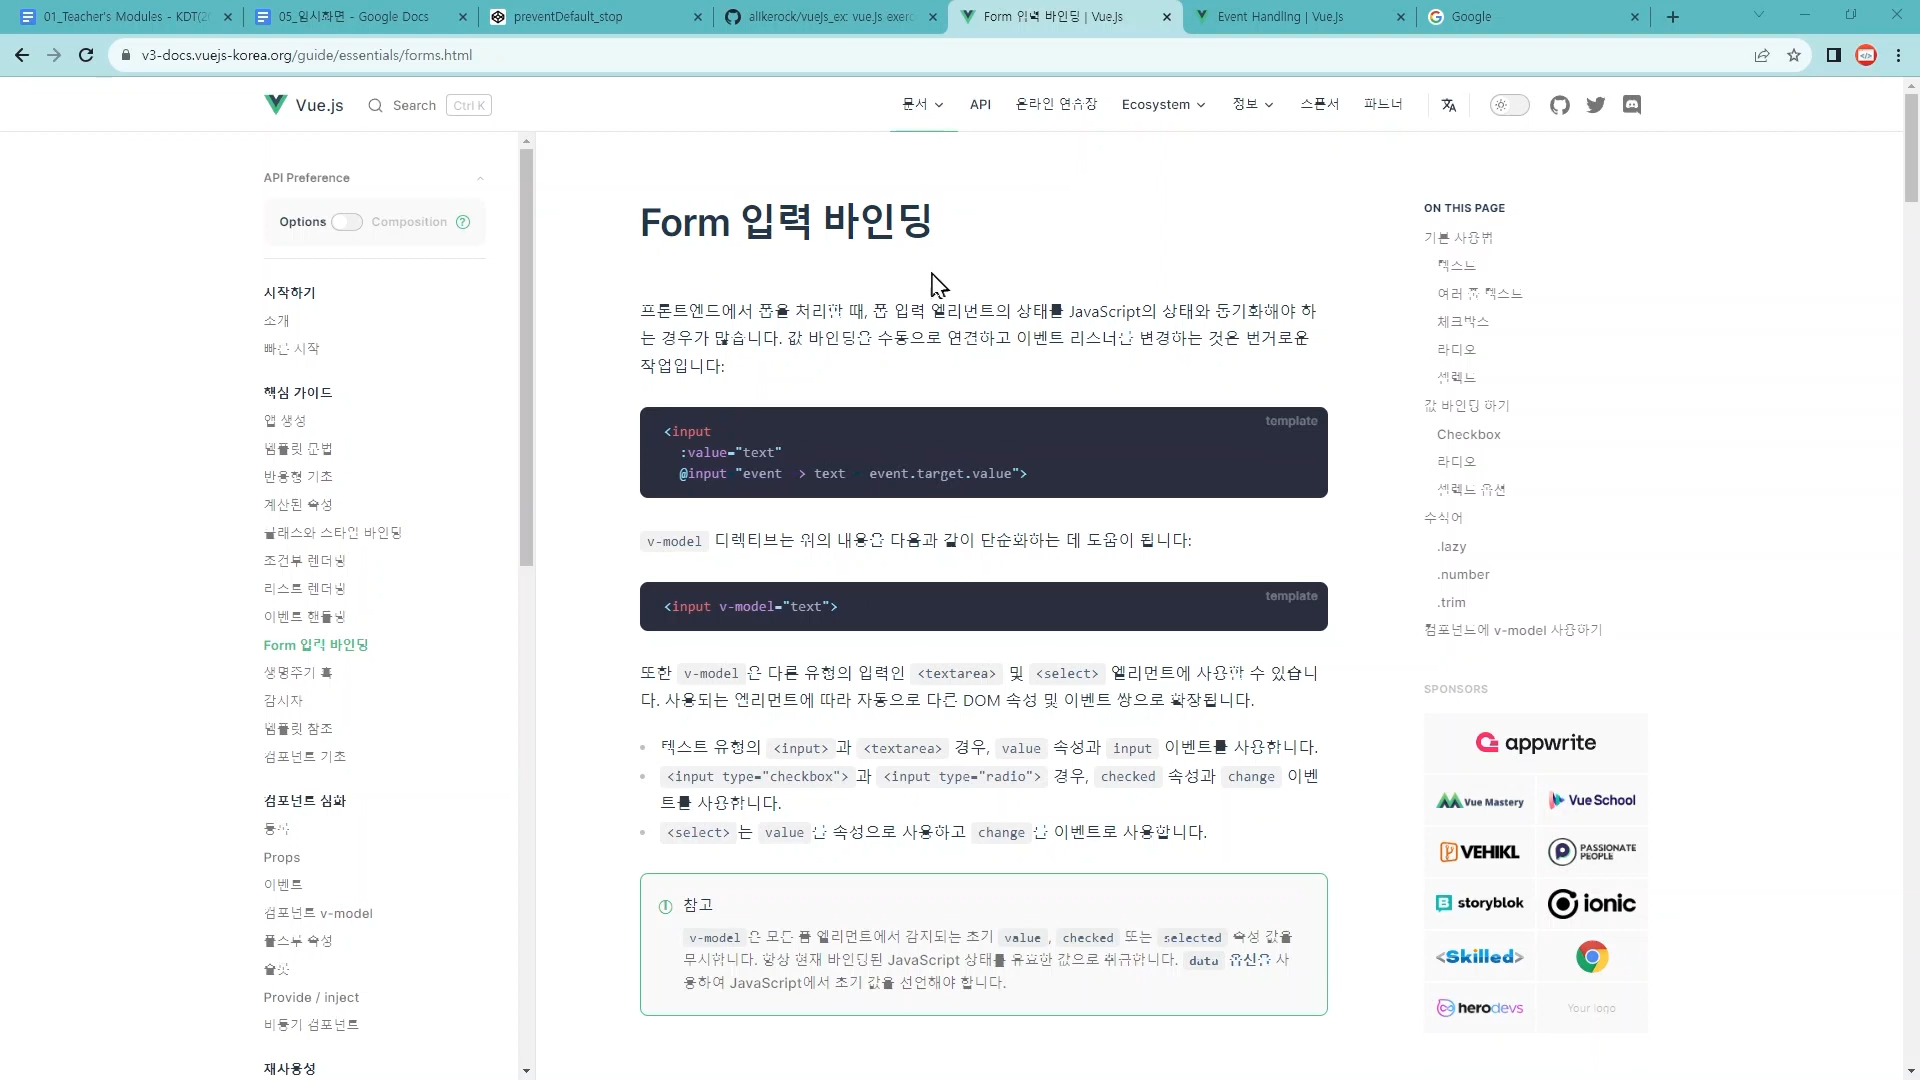 01_Teacher's Modules - KDT(2
05_임시화면 - Google Docs
preventDefault_stop
alikerock/vuejs_ex: vue.js exerc
Form 입력 바인딩 | Vue.js
Event Handling | Vue.js
Google
v3-docs.vuejs-korea.org/guide/essentials/forms.html
Vue.js
Search
Ctrl K
문서
API
온라인 연습장
Ecosystem
정보
스폰서
파트너
API Preference
Options
Composition
시작하기
소개
빠른 시작
핵심 가이드
앱 생성
템플릿 문법
반응형 기초
계산된 속성
클래스와 스타일 바인딩
조건부 렌더링
리스트 렌더링
이벤트 핸들링
Form 입력 바인딩
생명주기 훅
감시자
템플릿 참조
컴포넌트 기초
컴포넌트 심화
등록
Props
이벤트
컴포넌트 v-model
폴스루 속성
슬롯
Provide / inject
비동기 컴포넌트
재사용성
Form 입력 바인딩
프론트엔드에서 폼을 처리할 때, 폼 입력 엘리먼트의 상태를 JavaScript의 상태와 동기화해야 하
는 경우가 많습니다. 값 바인딩을 수동으로 연결하고 이벤트 리스너를 변경하는 것은 번거로운
작업입니다:
template
<input
:value="text"
@input="event => text = event.target.value">
v-model 디렉티브는 위의 내용을 다음과 같이 단순화하는 데 도움이 됩니다:
template
<input v-model="text">
또한 v-model은 다른 유형의 입력인 <textarea> 및 <select> 엘리먼트에 사용할 수 있습니
다. 사용되는 엘리먼트에 따라 자동으로 다른 DOM 속성 및 이벤트 쌍으로 확장됩니다.
텍스트 유형의 <input>과 <textarea> 경우, value 속성과 input 이벤트를 사용합니다.
<input type="checkbox">과 <input type="radio"> 경우, checked 속성과 change 이벤
트를 사용합니다.
<select>는 value를 속성으로 사용하고 change를 이벤트로 사용합니다.
참고
v-model은 모든 폼 엘리먼트에서 감지되는 초기 value, checked 또는 selected 속성 값을
무시합니다. 항상 현재 바인딩된 JavaScript 상태를 유효한 값으로 취급합니다. data 옵션을 사
용하여 JavaScript에서 초기 값을 선언해야 합니다.
ON THIS PAGE
기본 사용법
텍스트
여러 줄 텍스트
체크박스
라디오
셀렉트
값 바인딩 하기
Checkbox
라디오
셀렉트 옵션
수식어
.lazy
.number
.trim
컴포넌트에 v-model 사용하기
SPONSORS
appwrite
Vue Mastery
Vue School
VEHIKL
PASSIONATE PEOPLE
storyblok
ionic
<Skilled>
herodevs
Your logo